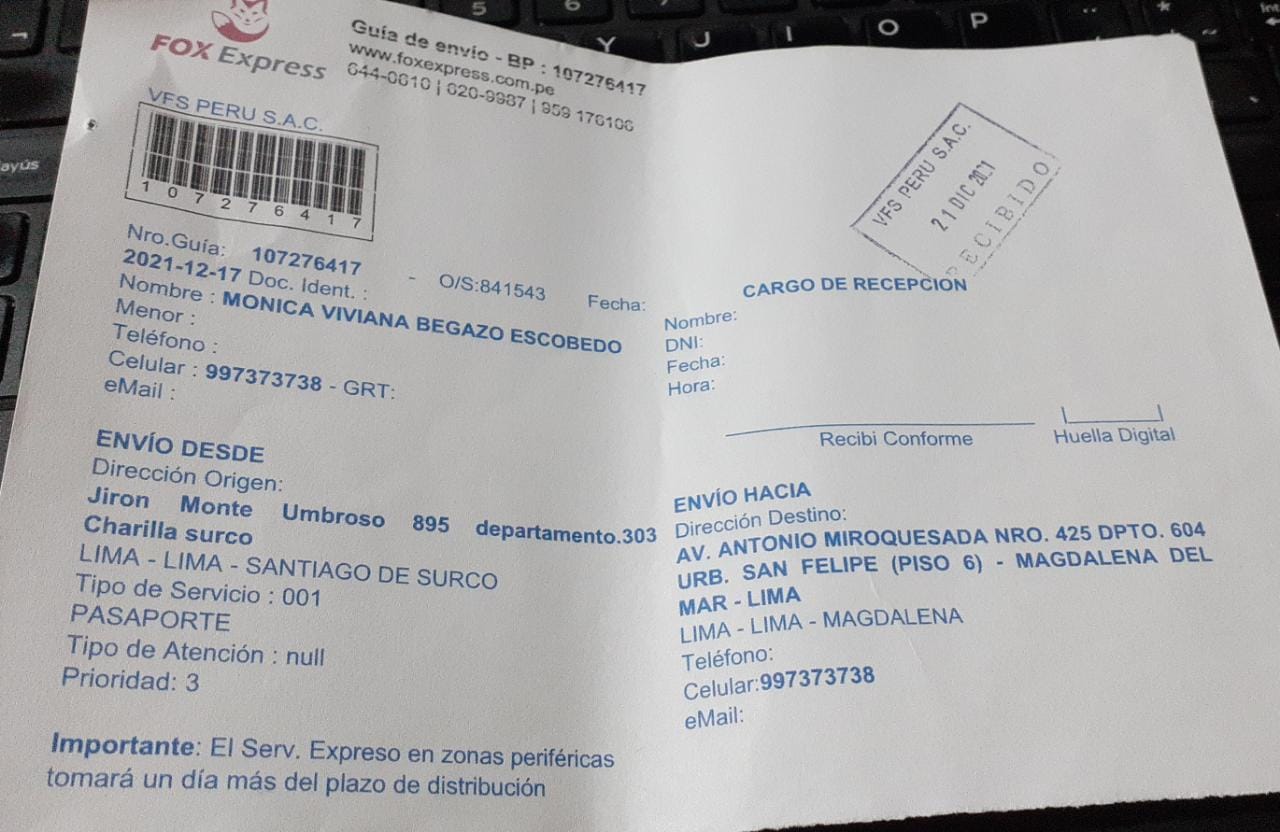 FOX Express
Guía de envío - BP : 107276417
www.foxexpress.com.pe
644-0610 | 620-9987 | 959 176106
VFS PERU S.A.C.
107276417
Nro.Guía: 107276417 - O/S:841543 Fecha:
2021-12-17 Doc. Ident. :
Nombre : MONICA VIVIANA BEGAZO ESCOBEDO
Menor :
Teléfono :
Celular : 997373738 - GRT:
eMail :
ENVÍO DESDE
Dirección Origen:
Jiron Monte Umbroso 895 departamento.303
Charilla surco
LIMA - LIMA - SANTIAGO DE SURCO
Tipo de Servicio : 001
PASAPORTE
Tipo de Atención : null
Prioridad: 3
Importante: El Serv. Expreso en zonas periféricas
tomará un día más del plazo de distribución
VFS PERU S.A.C.
21 DIC 2021
RECIBIDO
CARGO DE RECEPCION
Nombre:
DNI:
Fecha:
Hora:
Recibi Conforme
Huella Digital
ENVÍO HACIA
Dirección Destino:
AV. ANTONIO MIROQUESADA NRO. 425 DPTO. 604
URB. SAN FELIPE (PISO 6) - MAGDALENA DEL
MAR - LIMA
LIMA - LIMA - MAGDALENA
Teléfono:
Celular:997373738
eMail:
5
6
Y
U
I
O
P
*
ayús